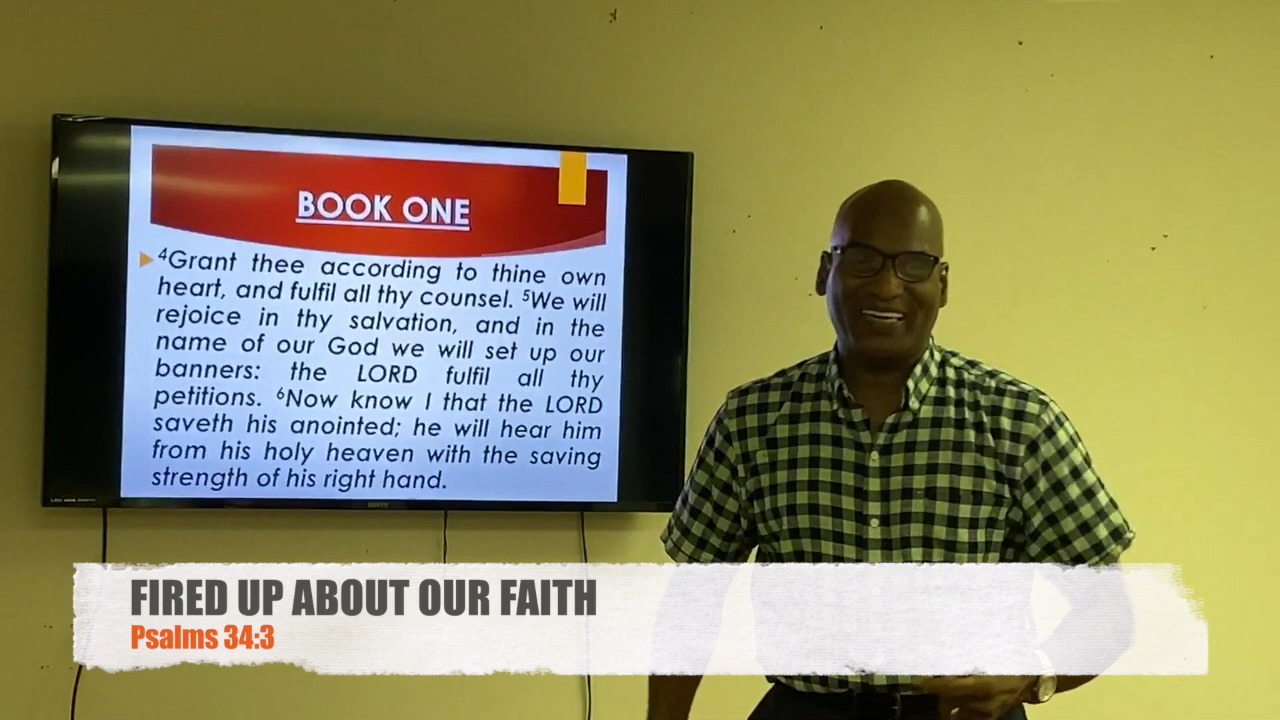 BOOK ONE
⁴Grant thee according to thine own
heart, and fulfil all thy counsel. ⁵We will
rejoice in thy salvation, and in the
name of our God we will set up our
banners: the LORD fulfil all thy
petitions. ⁶Now know I that the LORD
saveth his anointed; he will hear him
from his holy heaven with the saving
strength of his right hand.
FIRED UP ABOUT OUR FAITH
Psalms 34:3